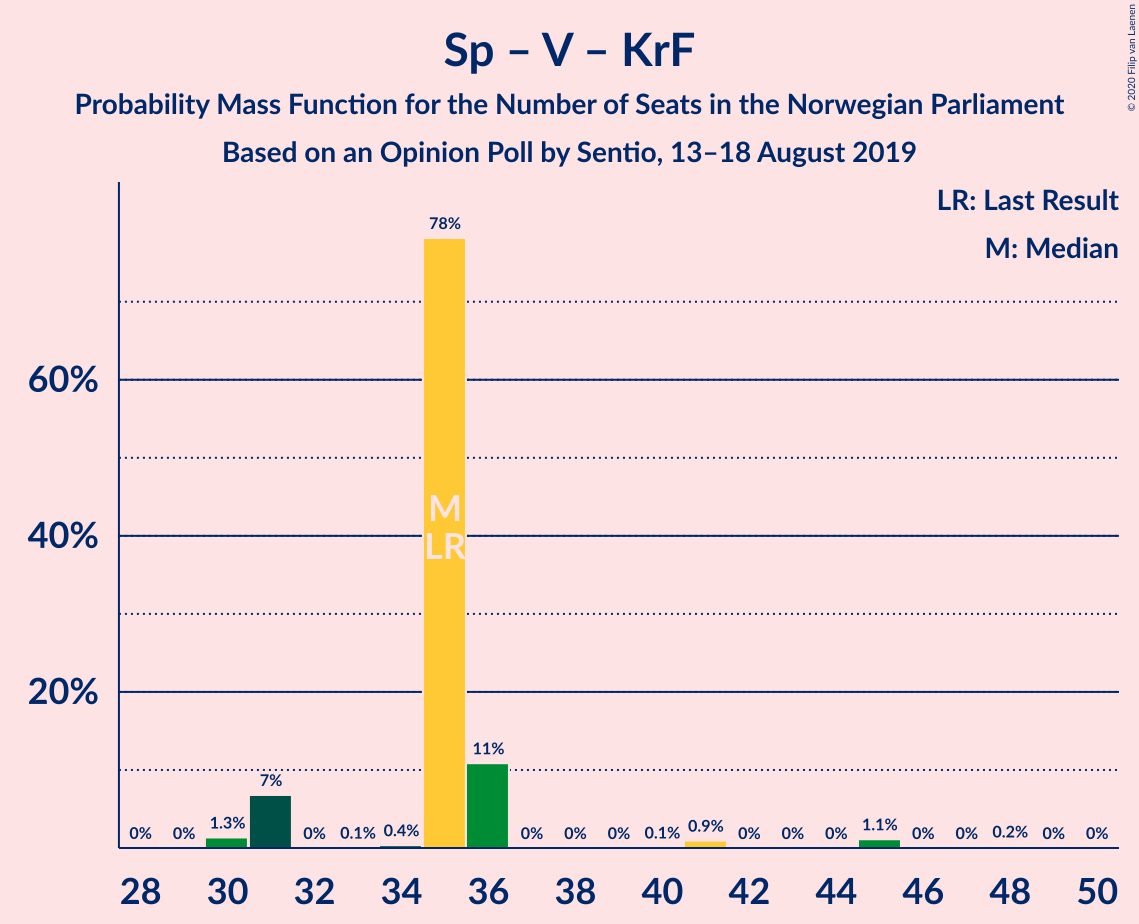 Sp – V – KrF
Probability Mass Function for the Number of Seats in the Norwegian Parliament
Based on an Opinion Poll by Sentio, 13–18 August 2019
© 2020 Filip van Laenen
LR: Last Result
M: Median
60%
40%
20%
0% 0% 1.3% 7% 0% 0.1% 0.4% 78% 11% 0% 0% 0% 0.1% 0.9% 0% 0% 0% 1.1% 0% 0% 0.2% 0% 0%
M
LR
28 30 32 34 36 38 40 42 44 46 48 50